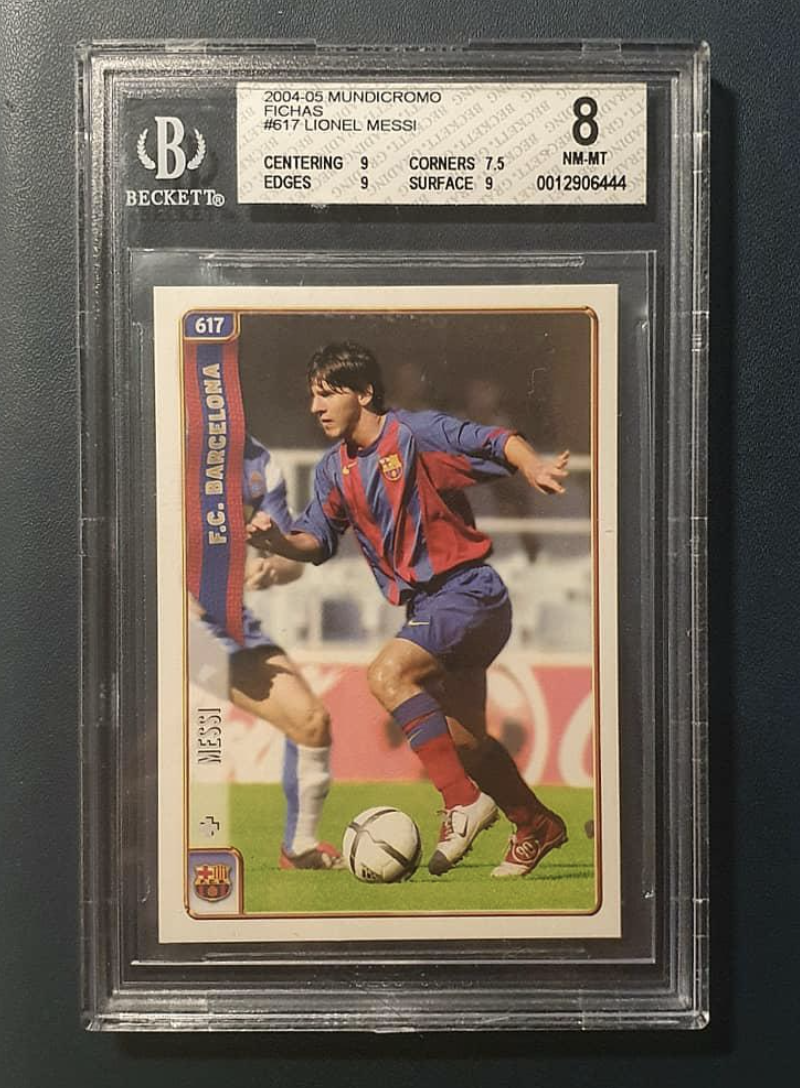 2004-05 MUNDICROMO
FICHAS
#617 LIONEL MESSI
CENTERING 9 CORNERS 7.5
EDGES 9 SURFACE 9
8
NM-MT
0012906444
B
BECKETT®
617
F.C. BARCELONA
MESSI